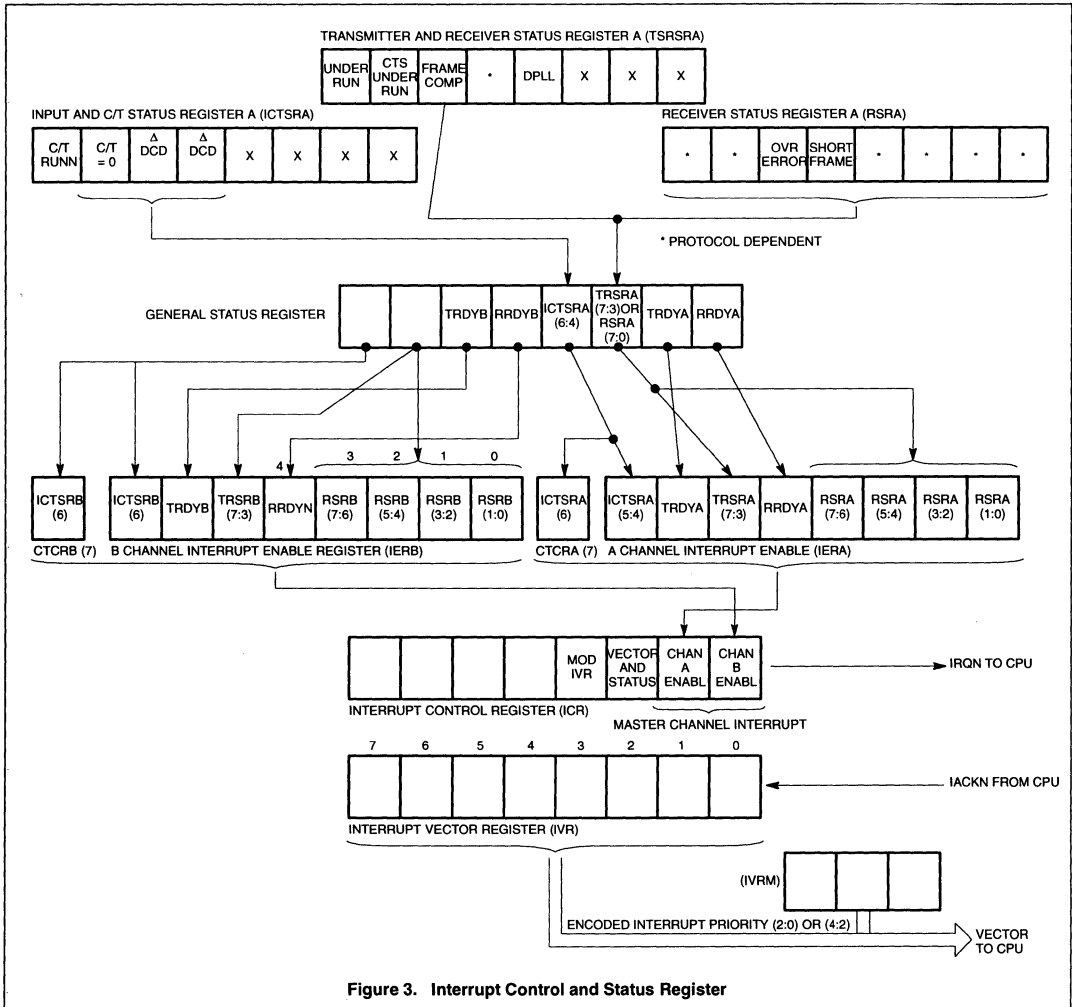 TRANSMITTER AND RECEIVER STATUS REGISTER A (TSRSRA)
UNDER RUN
CTS UNDER RUN
FRAME COMP
*
DPLL
X
X
X
INPUT AND C/T STATUS REGISTER A (ICTSRA)
C/T RUNN
C/T = 0
Δ DCD
Δ DCD
X
X
X
X
RECEIVER STATUS REGISTER A (RSRA)
*
*
OVR ERROR
SHORT FRAME
*
*
*
*
* PROTOCOL DEPENDENT
GENERAL STATUS REGISTER
TRDYB
RRDYB
ICTSRA (6:4)
TRSRA (7:3)OR RSRA (7:0)
TRDYA
RRDYA
4
3
2
1
0
ICTSRB (6)
ICTSRB (6)
TRDYB
TRSRB (7:3)
RRDYN
RSRB (7:6)
RSRB (5:4)
RSRB (3:2)
RSRB (1:0)
ICTSRA (6)
ICTSRA (5:4)
TRDYA
TRSRA (7:3)
RRDYA
RSRA (7:6)
RSRA (5:4)
RSRA (3:2)
RSRA (1:0)
CTCRB (7)
B CHANNEL INTERRUPT ENABLE REGISTER (IERB)
CTCRA (7)
A CHANNEL INTERRUPT ENABLE (IERA)
MOD IVR
VECTOR AND STATUS
CHAN A ENABL
CHAN B ENABL
IRQN TO CPU
INTERRUPT CONTROL REGISTER (ICR)
MASTER CHANNEL INTERRUPT
7 6 5 4 3 2 1 0
IACKN FROM CPU
INTERRUPT VECTOR REGISTER (IVR)
(IVRM)
ENCODED INTERRUPT PRIORITY (2:0) OR (4:2)
VECTOR TO CPU
Figure 3. Interrupt Control and Status Register